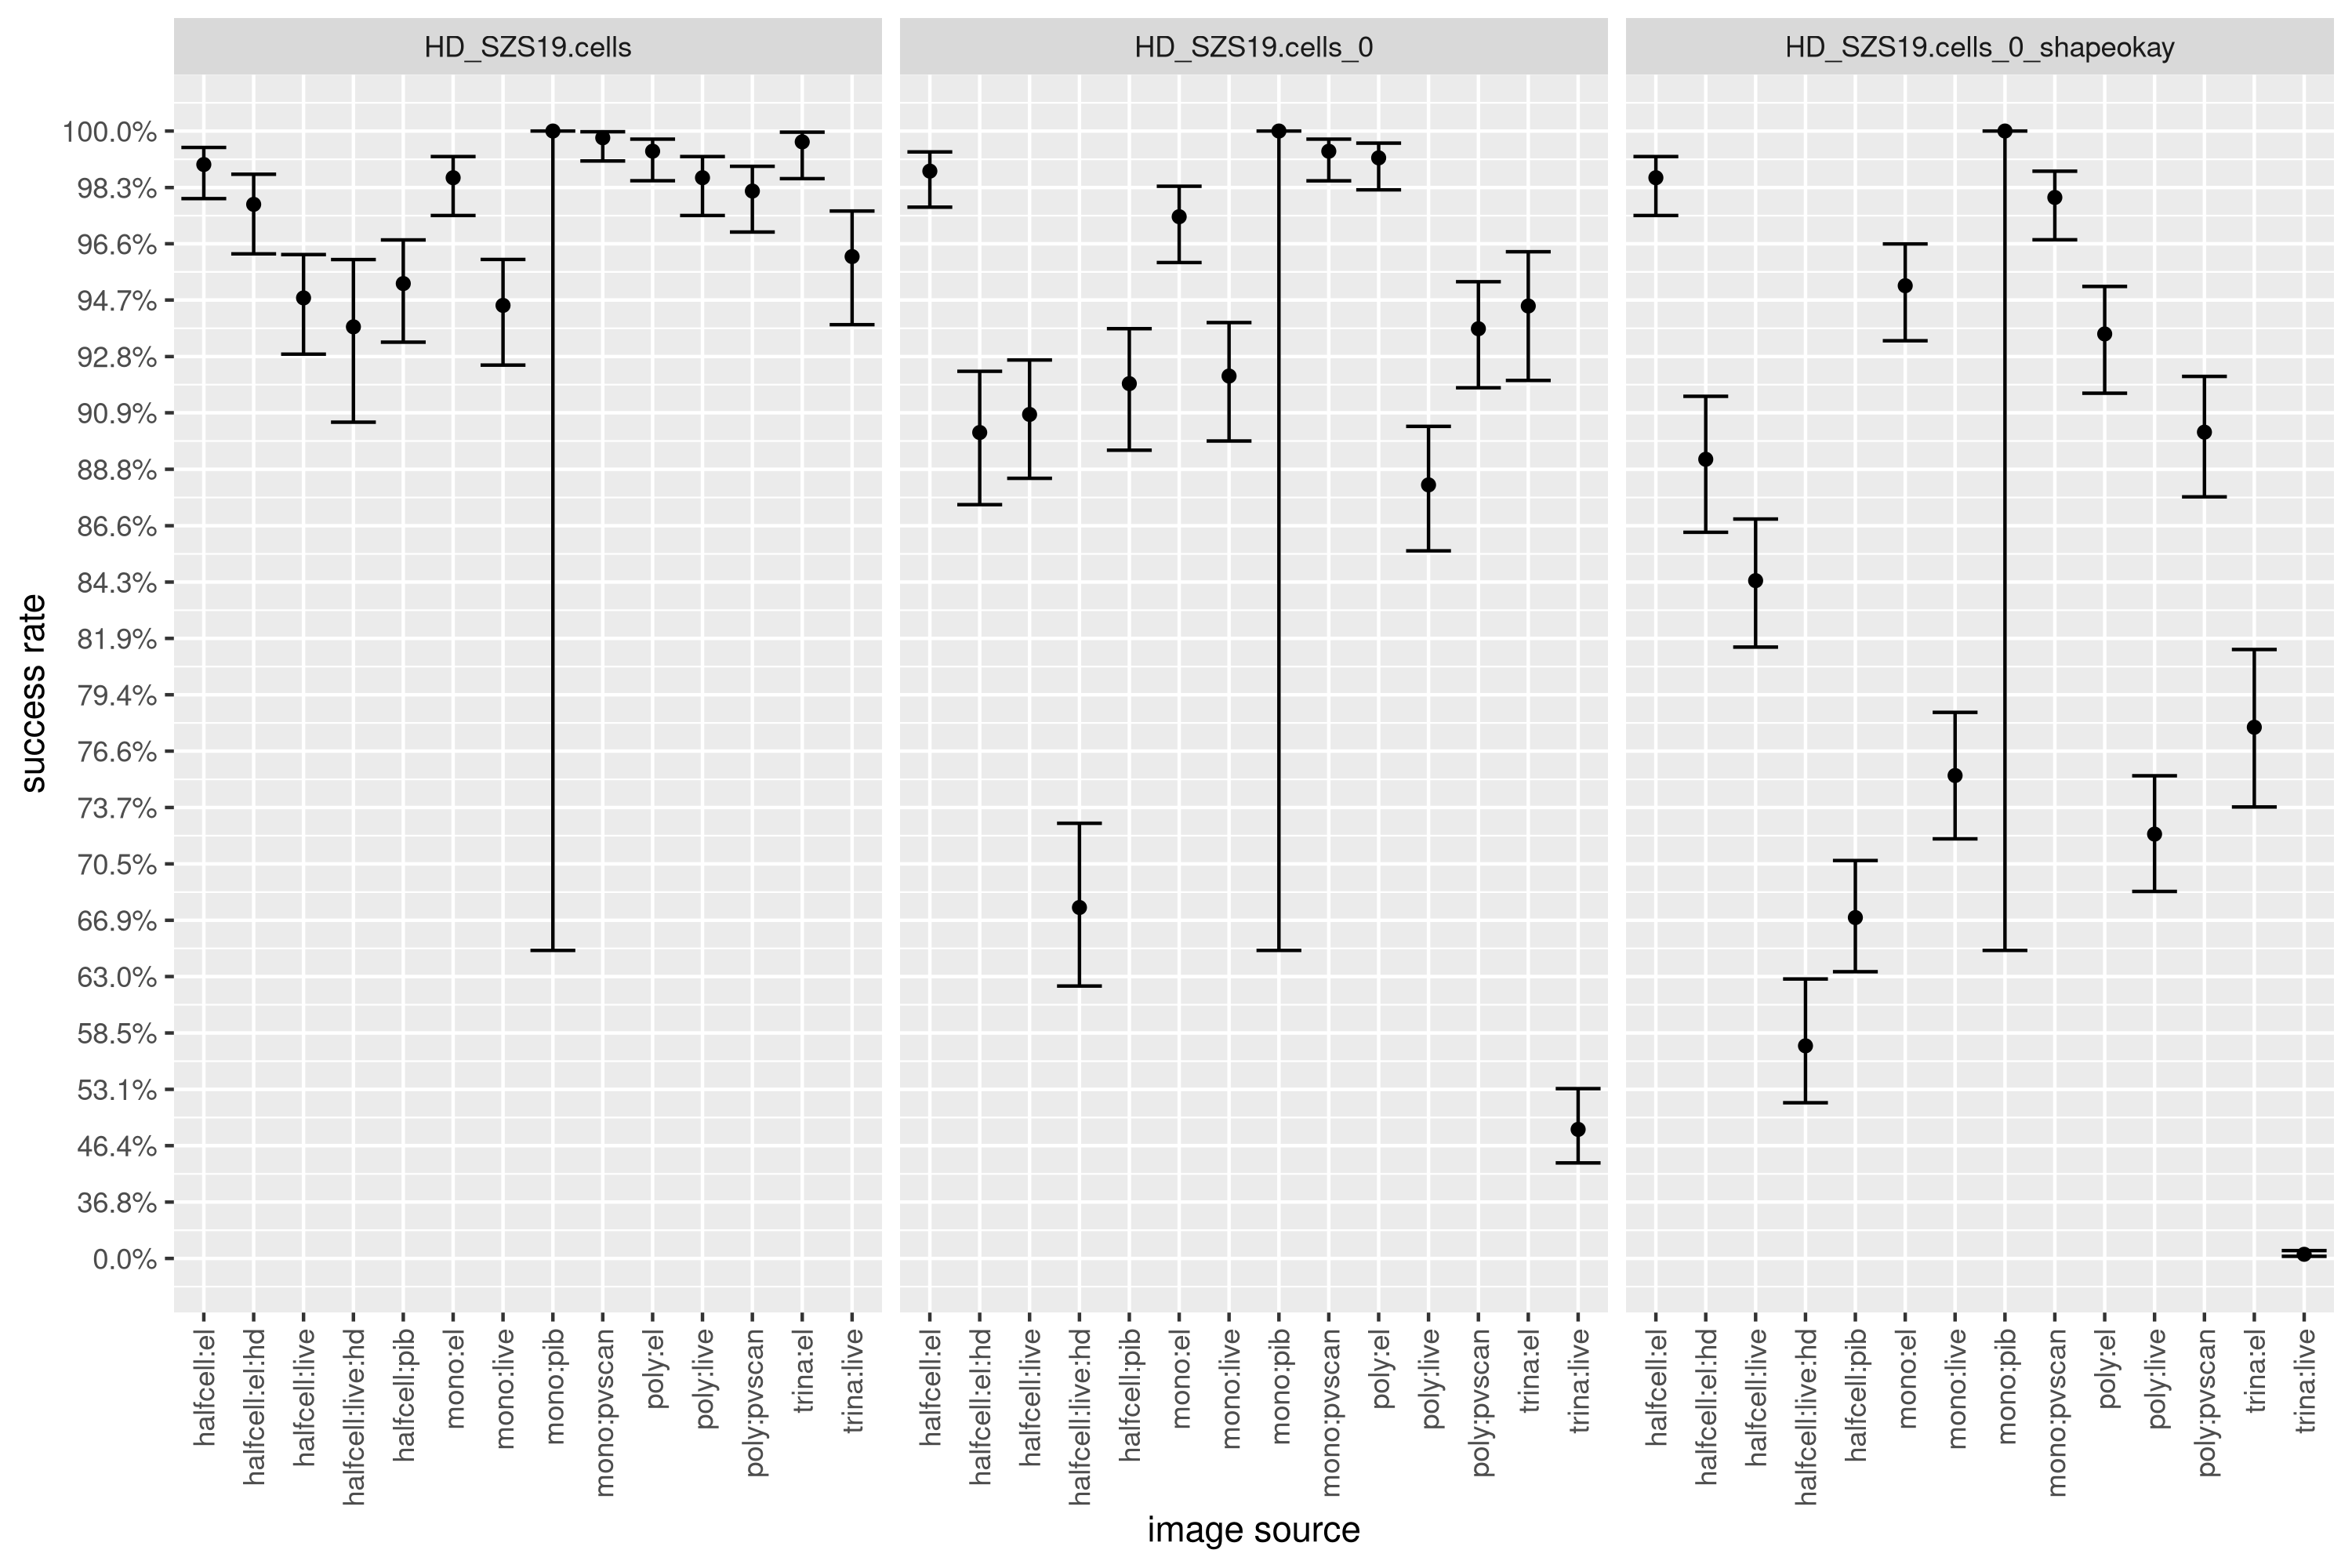 HD_SZS19.cells
HD_SZS19.cells_0
HD_SZS19.cells_0_shapeokay
success rate
100.0%
98.3%
96.6%
94.7%
92.8%
90.9%
88.8%
86.6%
84.3%
81.9%
79.4%
76.6%
73.7%
70.5%
66.9%
63.0%
58.5%
53.1%
46.4%
36.8%
0.0%
halfcell:el
halfcell:el:hd
halfcell:live
halfcell:live:hd
halfcell:pib
mono:el
mono:live
mono:pib
mono:pvscan
poly:el
poly:live
poly:pvscan
trina:el
trina:live
halfcell:el
halfcell:el:hd
halfcell:live
halfcell:live:hd
halfcell:pib
mono:el
mono:live
mono:pib
mono:pvscan
poly:el
poly:live
poly:pvscan
trina:el
trina:live
halfcell:el
halfcell:el:hd
halfcell:live
halfcell:live:hd
halfcell:pib
mono:el
mono:live
mono:pib
mono:pvscan
poly:el
poly:live
poly:pvscan
trina:el
trina:live
image source